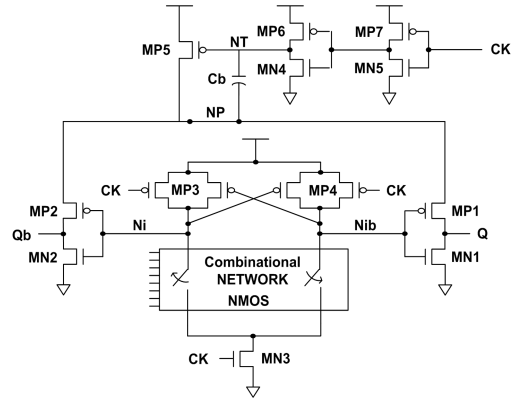 MP6
MP7
MP5
NT
CK
Cb
MN4
MN5
NP
CK
MP3
MP4
CK
MP2
MP1
Ni
Nib
Qb
Q
MN2
MN1
Combinational
NETWORK
NMOS
CK
MN3